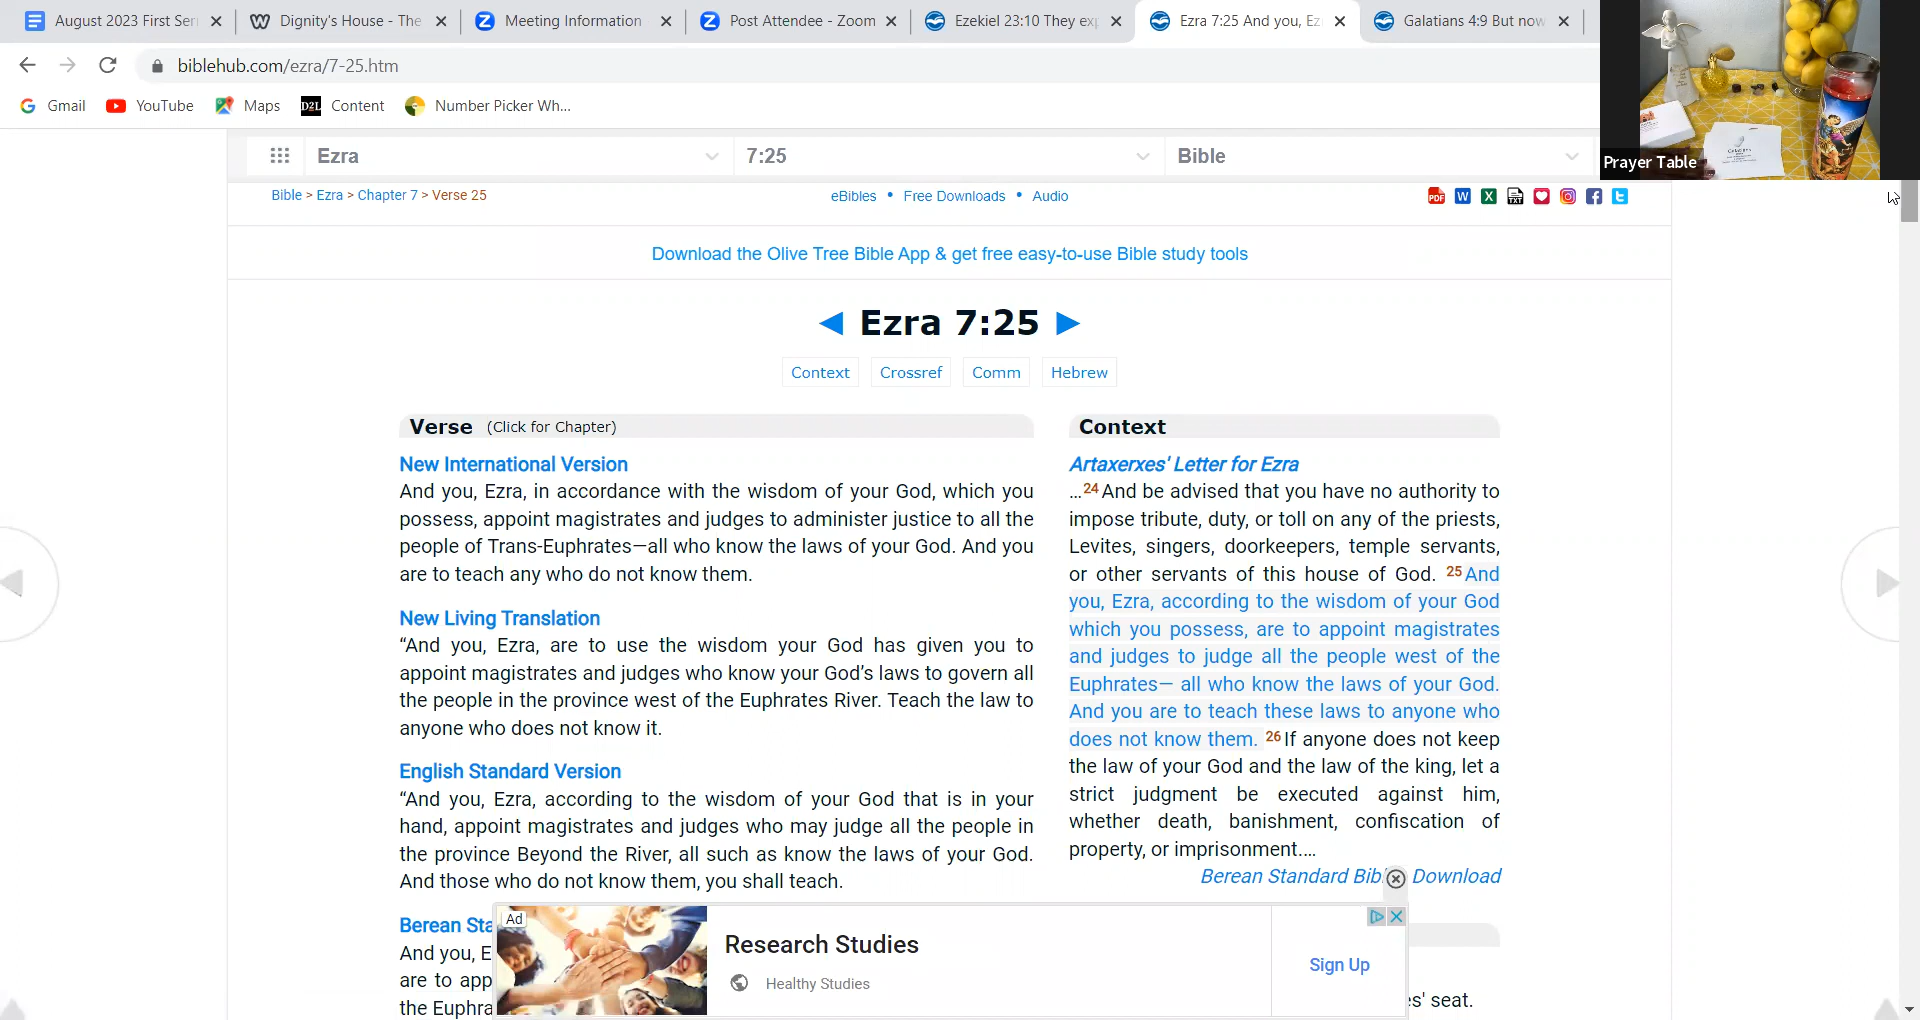 August 2023 First Ser
Dignity's House - The
Meeting Information
Post Attendee - Zoom
Ezekiel 23:10 They ex
Ezra 7:25 And you, Ez
Galatians 4:9 But now
biblehub.com/ezra/7-25.htm
Gmail
YouTube
Maps
D2L Content
Number Picker Wh...
Prayer Table
Ezra
7:25
Bible
Bible > Ezra > Chapter 7 > Verse 25
eBibles • Free Downloads • Audio
Download the Olive Tree Bible App & get free easy-to-use Bible study tools
◄ Ezra 7:25 ►
Context
Crossref
Comm
Hebrew
Verse (Click for Chapter)
New International Version
And you, Ezra, in accordance with the wisdom of your God, which you
possess, appoint magistrates and judges to administer justice to all the
people of Trans-Euphrates—all who know the laws of your God. And you
are to teach any who do not know them.
New Living Translation
“And you, Ezra, are to use the wisdom your God has given you to
appoint magistrates and judges who know your God’s laws to govern all
the people in the province west of the Euphrates River. Teach the law to
anyone who does not know it.
English Standard Version
“And you, Ezra, according to the wisdom of your God that is in your
hand, appoint magistrates and judges who may judge all the people in
the province Beyond the River, all such as know the laws of your God.
And those who do not know them, you shall teach.
Berean Sta
And you, E
are to app
the Euphra
Context
Artaxerxes' Letter for Ezra
...24 And be advised that you have no authority to
impose tribute, duty, or toll on any of the priests,
Levites, singers, doorkeepers, temple servants,
or other servants of this house of God. 25 And
you, Ezra, according to the wisdom of your God
which you possess, are to appoint magistrates
and judges to judge all the people west of the
Euphrates— all who know the laws of your God.
And you are to teach these laws to anyone who
does not know them. 26 If anyone does not keep
the law of your God and the law of the king, let a
strict judgment be executed against him,
whether death, banishment, confiscation of
property, or imprisonment....
Berean Standard Bib Download
es' seat.
Ad
Research Studies
Healthy Studies
Sign Up